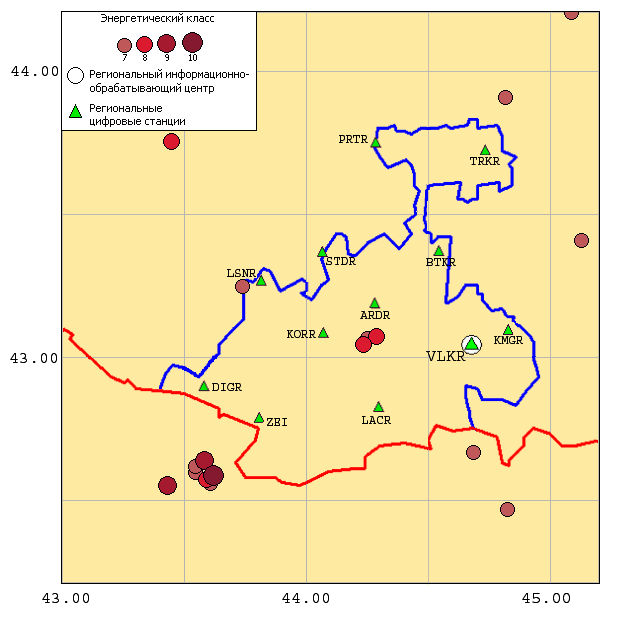 Энергетический класс
7 8 9 10
Региональный информационно-
обрабатывающий центр
Региональные
цифровые станции
44.00
PRTR
TRKR
STDR
BTKR
LSNR
ARDR
KORR
KMGR
43.00
VLKR
DIGR
LACR
ZEI
43.00 44.00 45.00